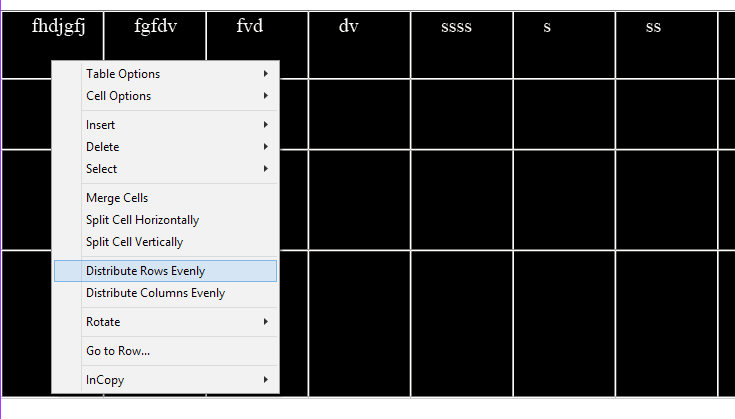 fhdjgfj fgfdv fvd dv ssss s ss
Table Options
Cell Options
Insert
Delete
Select
Merge Cells
Split Cell Horizontally
Split Cell Vertically
Distribute Rows Evenly
Distribute Columns Evenly
Rotate
Go to Row...
InCopy